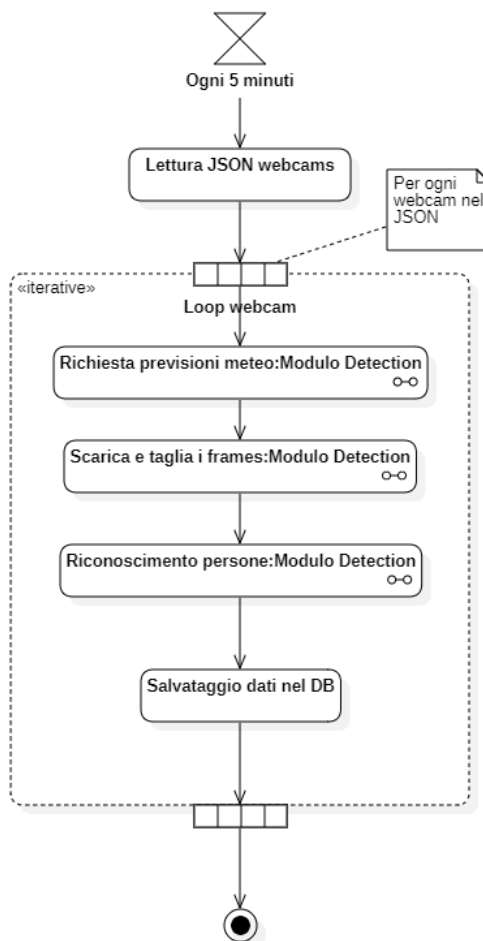 Ogni 5 minuti
Lettura JSON webcams
Per ogni
webcam nel
JSON
«iterative»
Loop webcam
Richiesta previsioni meteo:Modulo Detection
Scarica e taglia i frames:Modulo Detection
Riconoscimento persone:Modulo Detection
Salvataggio dati nel DB